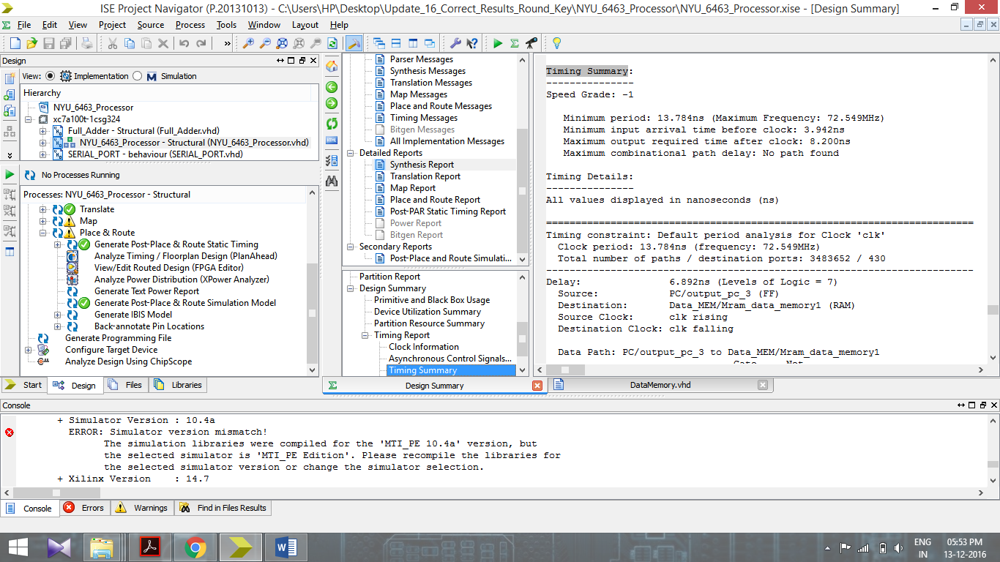 ISE Project Navigator (P.20131013) - C:\Users\HP\Desktop\Update_16_Correct_Results_Round_Key\NYU_6463_Processor\NYU_6463_Processor.xise - [Design Summary]
File Edit View Project Source Process Tools Window Layout Help
Design
View: Implementation Simulation
Hierarchy
NYU_6463_Processor
xc7a100t-1csg324
Full_Adder - Structural (Full_Adder.vhd)
NYU_6463_Processor - Structural (NYU_6463_Processor.vhd)
SERIAL_PORT - behaviour (SERIAL_PORT.vhd)
No Processes Running
Processes: NYU_6463_Processor - Structural
Translate
Map
Place & Route
Generate Post-Place & Route Static Timing
Analyze Timing / Floorplan Design (PlanAhead)
View/Edit Routed Design (FPGA Editor)
Analyze Power Distribution (XPower Analyzer)
Generate Text Power Report
Generate Post-Place & Route Simulation Model
Generate IBIS Model
Back-annotate Pin Locations
Generate Programming File
Configure Target Device
Analyze Design Using ChipScope
Start Design Files Libraries
Parser Messages
Synthesis Messages
Translation Messages
Map Messages
Place and Route Messages
Timing Messages
Bitgen Messages
All Implementation Messages
Detailed Reports
Synthesis Report
Translation Report
Map Report
Place and Route Report
Post-PAR Static Timing Report
Power Report
Bitgen Report
Secondary Reports
Post-Place and Route Simulati...
Partition Report
Design Summary
Primitive and Black Box Usage
Device Utilization Summary
Partition Resource Summary
Timing Report
Clock Information
Asynchronous Control Signals...
Timing Summary
Timing Summary:
---------------
Speed Grade: -1
Minimum period: 13.784ns (Maximum Frequency: 72.549MHz)
Minimum input arrival time before clock: 3.942ns
Maximum output required time after clock: 8.200ns
Maximum combinational path delay: No path found
Timing Details:
---------------
All values displayed in nanoseconds (ns)
=========================================================================
Timing constraint: Default period analysis for Clock 'clk'
Clock period: 13.784ns (frequency: 72.549MHz)
Total number of paths / destination ports: 3483652 / 430
-------------------------------------------------------------------------
Delay: 6.892ns (Levels of Logic = 7)
Source: PC/output_pc_3 (FF)
Destination: Data_MEM/Mram_data_memory1 (RAM)
Source Clock: clk rising
Destination Clock: clk falling
Data Path: PC/output_pc_3 to Data_MEM/Mram_data_memory1
Design Summary DataMemory.vhd
Console
+ Simulator Version : 10.4a
ERROR: Simulator version mismatch!
The simulation libraries were compiled for the 'MTI_PE 10.4a' version, but
the selected simulator is 'MTI_PE Edition'. Please recompile the libraries for
the selected simulator version or change the simulator selection.
+ Xilinx Version : 14.7
Console Errors Warnings Find in Files Results
ENG 05:53 PM
IN 13-12-2016